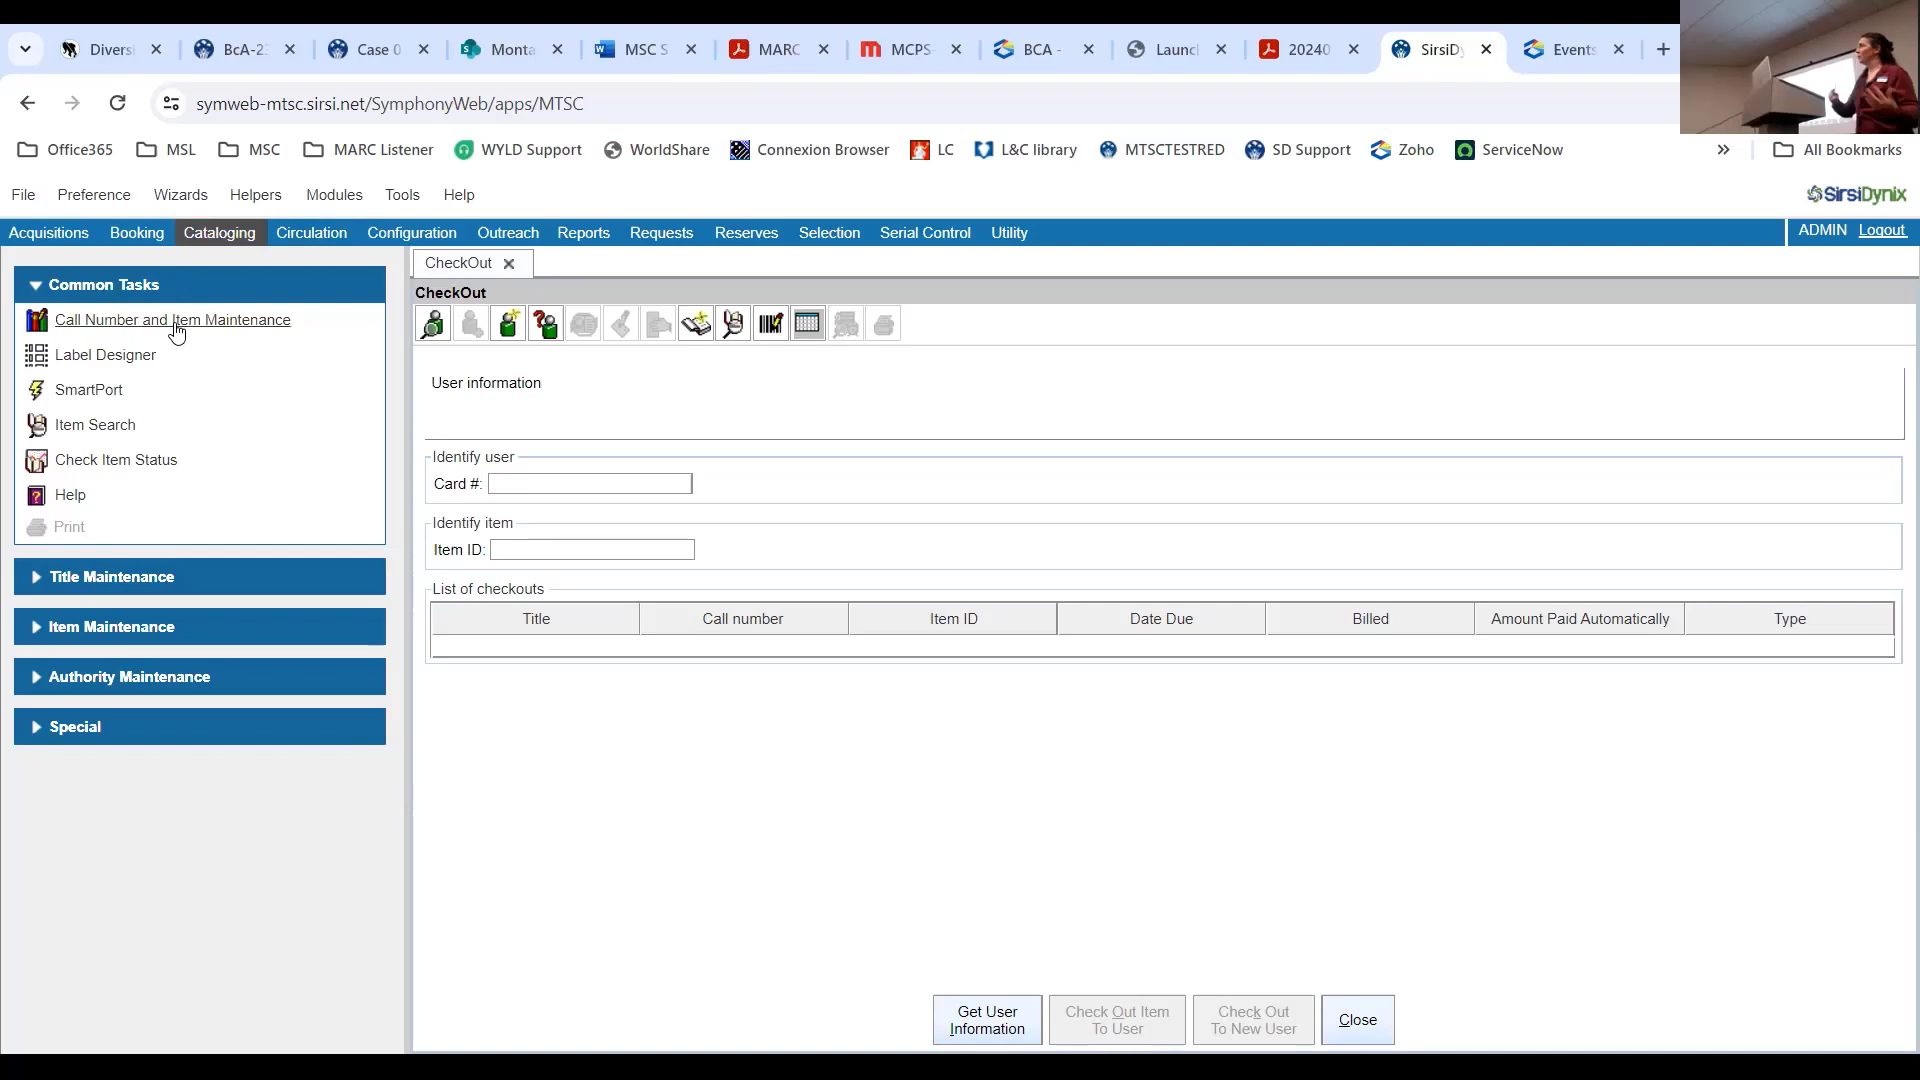 Divers
BcA-2
Case 0
Monta
MSC S
MARC
MCPS
BCA -
Launc
20240
SirsiDy
Events
symweb-mtsc.sirsi.net/SymphonyWeb/apps/MTSC
Office365 MSL MSC MARC Listener WYLD Support WorldShare Connexion Browser LC L&C library MTSCTESTRED SD Support Zoho ServiceNow All Bookmarks
File Preference Wizards Helpers Modules Tools Help
SirsiDynix
Acquisitions Booking Cataloging Circulation Configuration Outreach Reports Requests Reserves Selection Serial Control Utility ADMIN Logout
Common Tasks
Call Number and Item Maintenance
Label Designer
SmartPort
Item Search
Check Item Status
Help
Print
Title Maintenance
Item Maintenance
Authority Maintenance
Special
CheckOut
CheckOut
User information
Identify user
Card #:
Identify item
Item ID:
List of checkouts
Title Call number Item ID Date Due Billed Amount Paid Automatically Type
Get User
Information
Check Out Item
To User
Check Out
To New User
Close